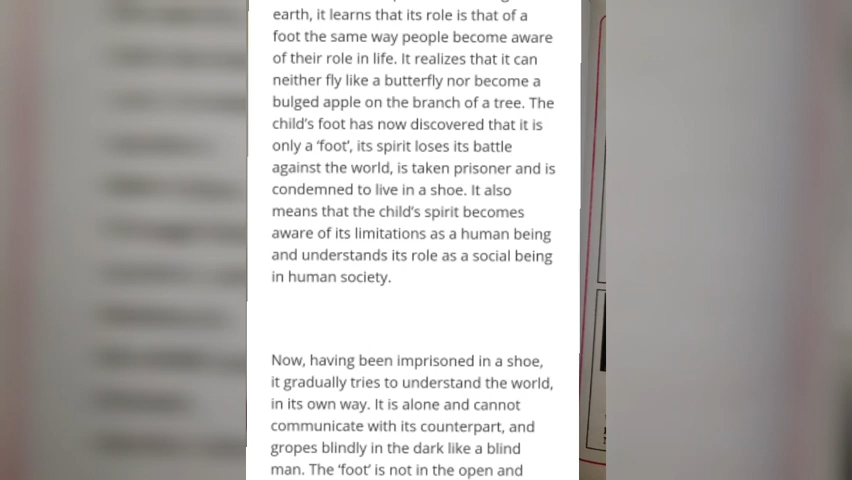 earth, it learns that its role is that of a
foot the same way people become aware
of their role in life. It realizes that it can
neither fly like a butterfly nor become a
bulged apple on the branch of a tree. The
child's foot has now discovered that it is
only a ‘foot’, its spirit loses its battle
against the world, is taken prisoner and is
condemned to live in a shoe. It also
means that the child's spirit becomes
aware of its limitations as a human being
and understands its role as a social being
in human society.
Now, having been imprisoned in a shoe,
it gradually tries to understand the world,
in its own way. It is alone and cannot
communicate with its counterpart, and
gropes blindly in the dark like a blind
man. The ‘foot’ is not in the open and